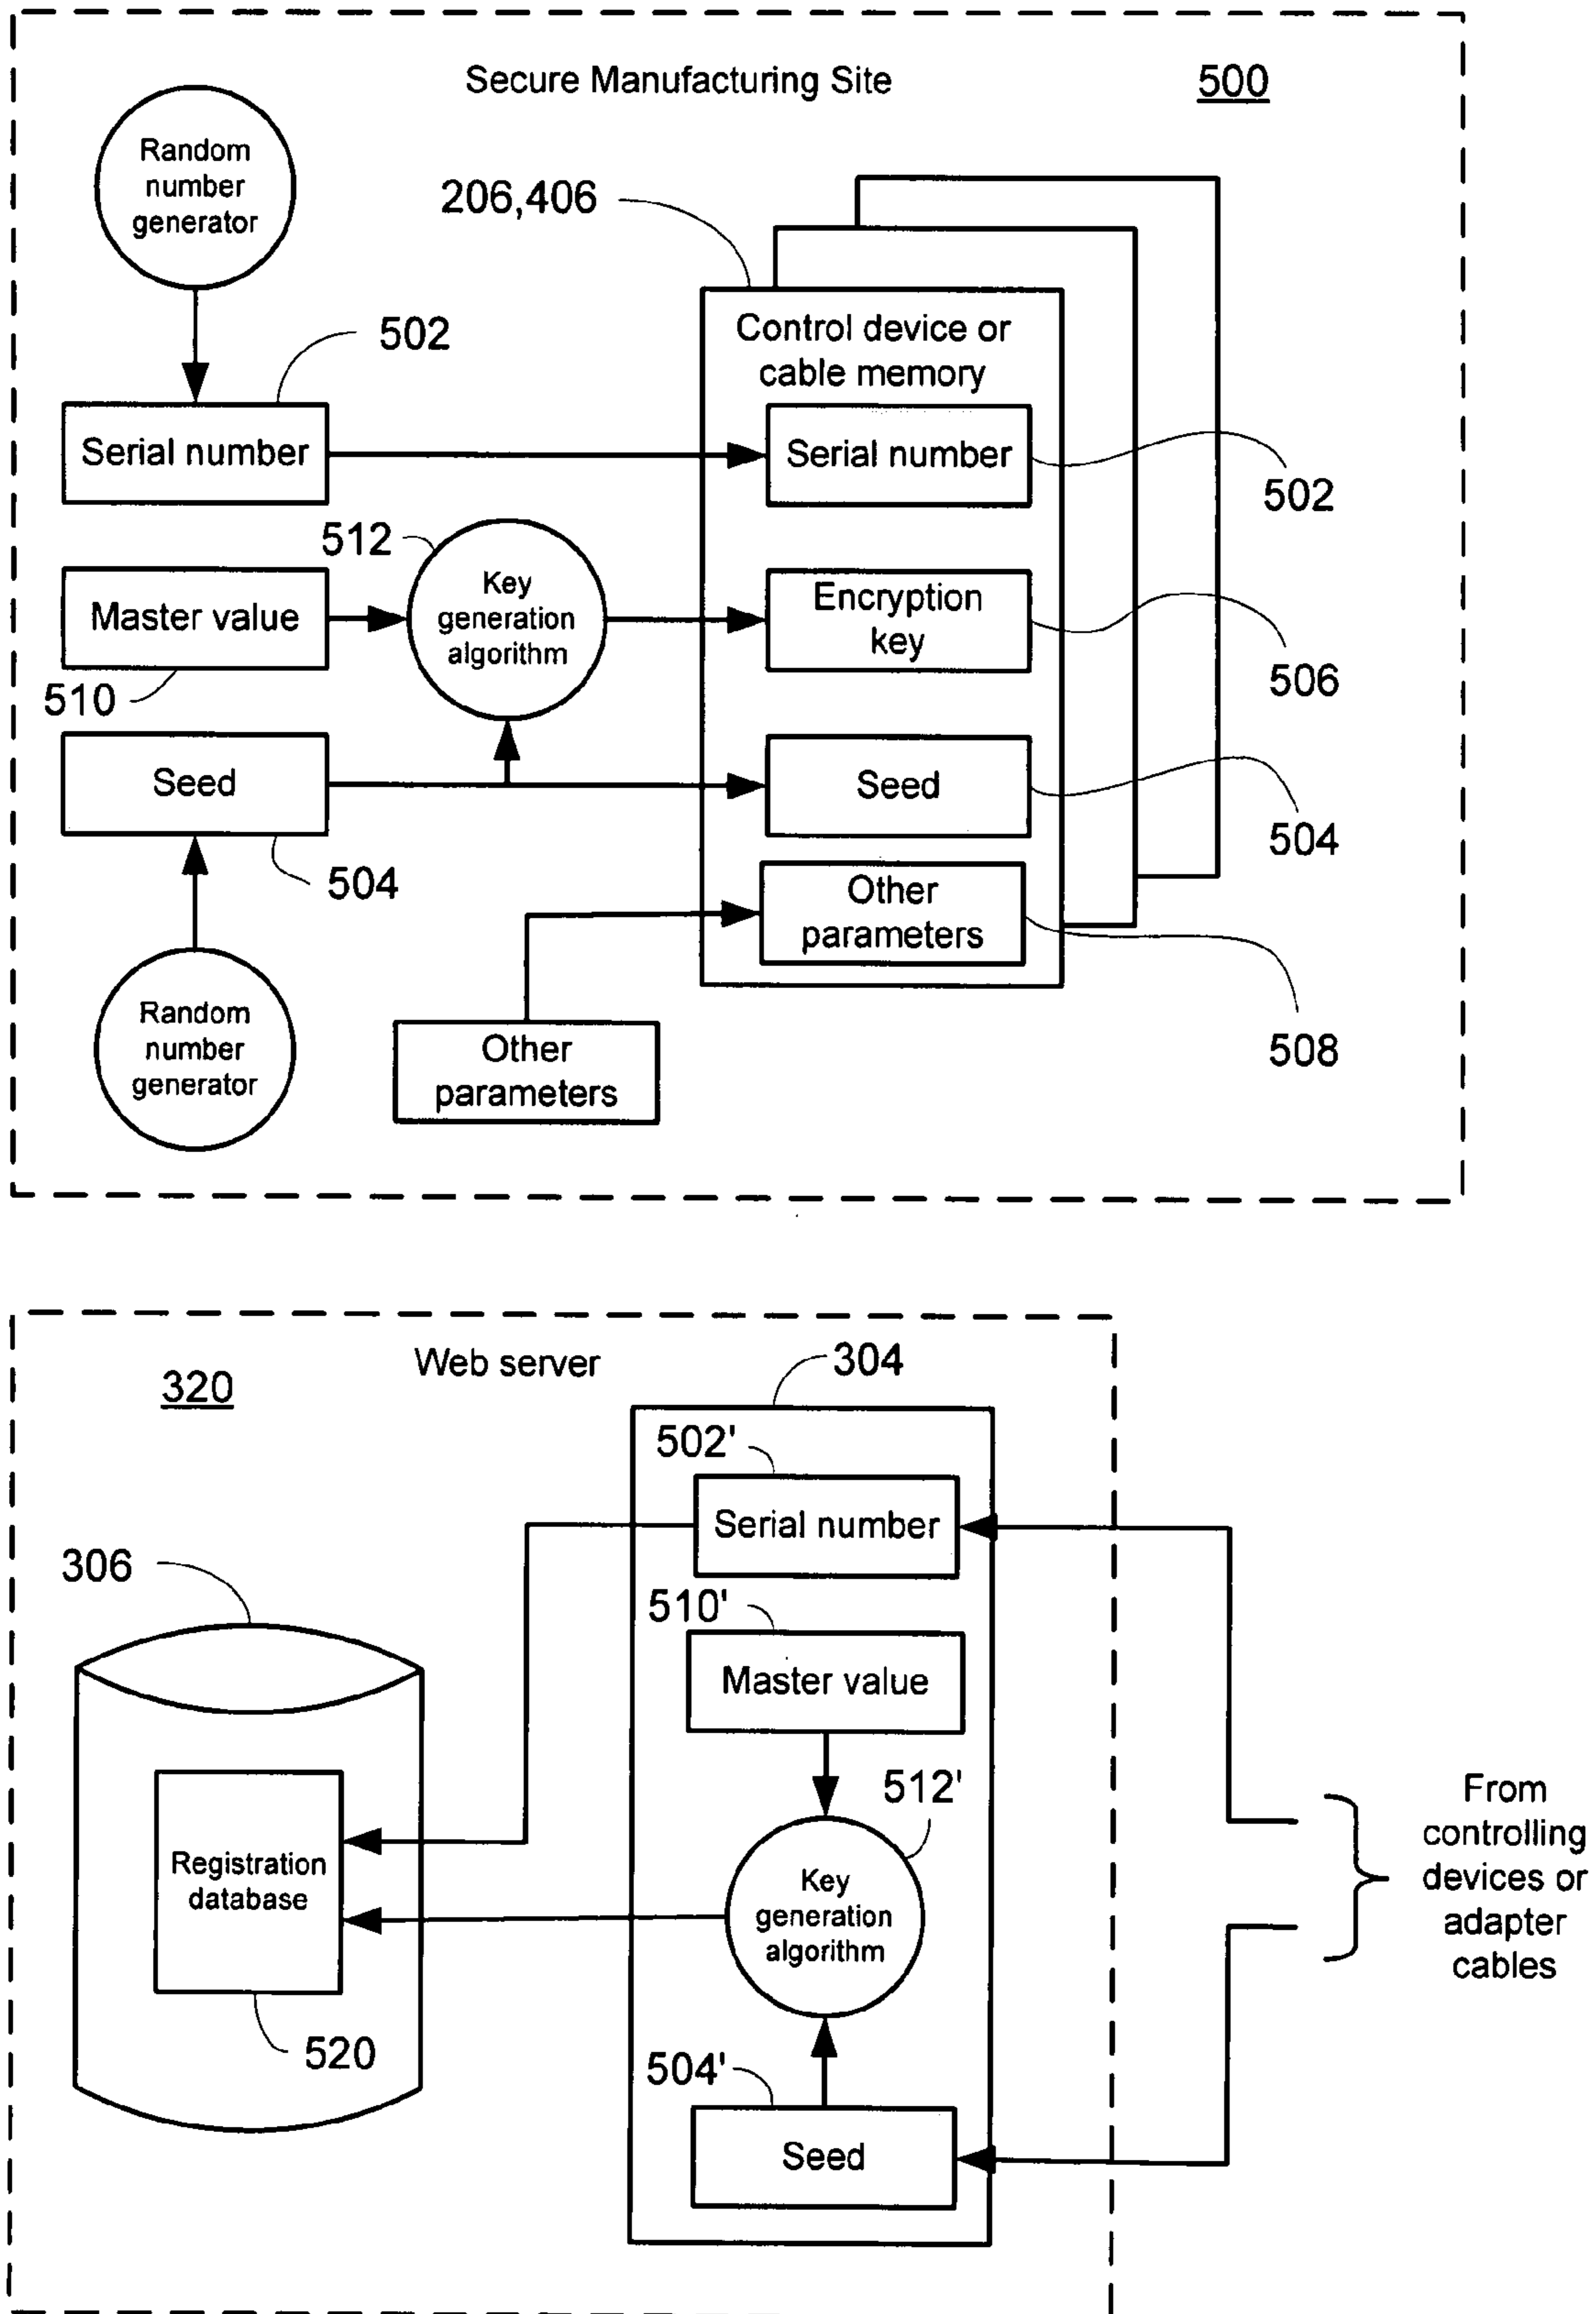 Secure Manufacturing Site
500
Random
number
generator
206,406
502
Control device or
cable memory
Serial number
Serial number
502
512
Key
generation
algorithm
Master value
Encryption
key
510
506
Seed
Seed
504
504
Other
parameters
Random
number
generator
Other
parameters
508
Web server
304
320
502'
Serial number
306
510'
Master value
512'
Registration
database
Key
generation
algorithm
From
controlling
devices or
adapter
cables
520
504'
Seed